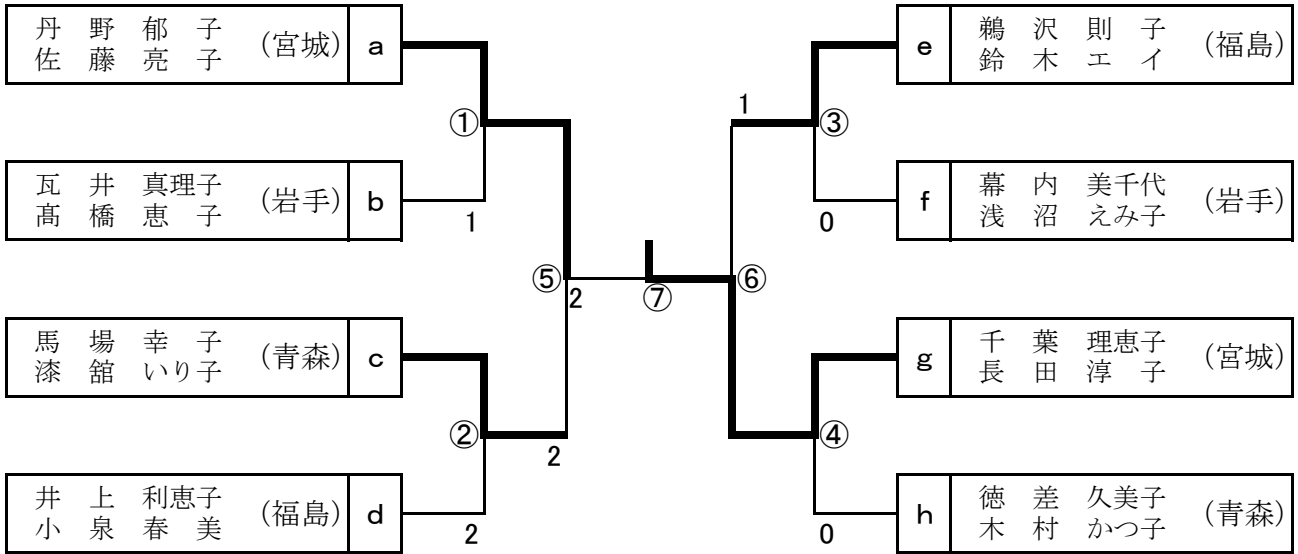 丹野郁子
佐藤亮子
(宮城)
a
瓦井真理子
髙橋恵子
(岩手)
b
馬場幸子
漆舘いり子
(青森)
c
井上利恵子
小泉春美
(福島)
d
①
1
②
2
⑤
2
2
⑦
⑥
1
③
0
④
0
e
鵜沢則子
鈴木エイ
(福島)
f
幕内美千代
浅沼えみ子
(岩手)
g
千葉理恵子
長田淳子
(宮城)
h
徳差久美子
木村かつ子
(青森)